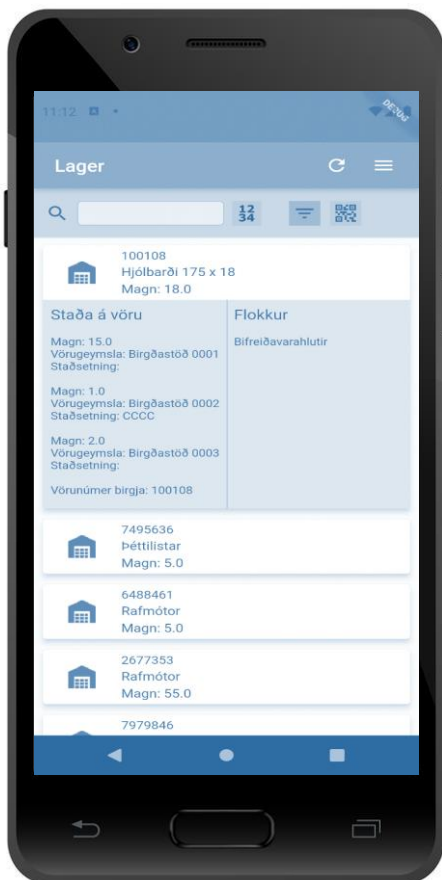 11:12
DEBUG
Lager
12
34
100108
Hjólbarði 175 x 18
Magn: 18.0
Staða á vöru
Magn: 15.0
Vörugeymsla: Birgðastöð 0001
Staðsetning:
Magn: 1.0
Vörugeymsla: Birgðastöð 0002
Staðsetning: CCCC
Magn: 2.0
Vörugeymsla: Birgðastöð 0003
Staðsetning:
Vörunúmer birgja: 100108
Flokkur
Bifreiðavarahlutir
7495636
Þéttilistar
Magn: 5.0
6488461
Rafmótor
Magn: 5.0
2677353
Rafmótor
Magn: 55.0
7979846